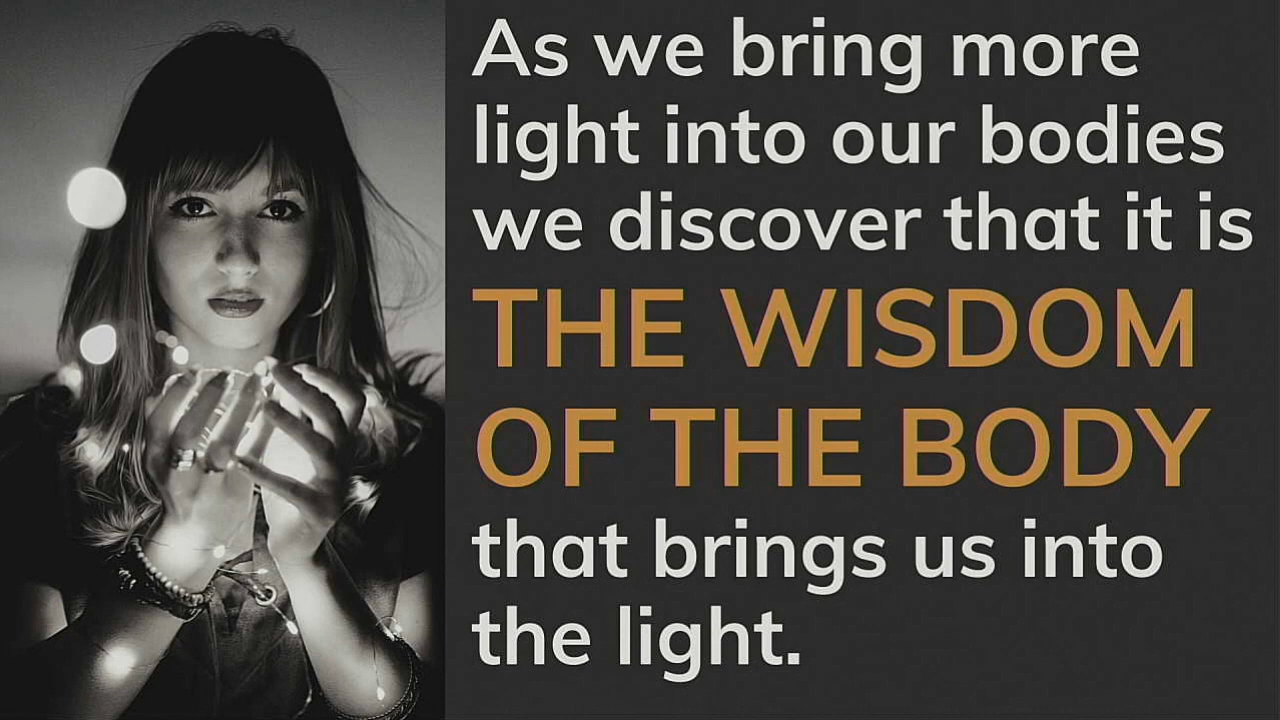 As we bring more
light into our bodies
we discover that it is
THE WISDOM
OF THE BODY
that brings us into
the light.